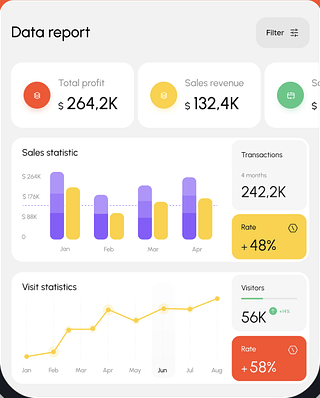 Data report
Filter
Total profit
$ 264,2K
Sales revenue
$ 132,4K
$
Sales statistic
$ 264K
$ 176K
$ 88K
0
Jan Feb Mar Apr
Transactions
4 months
242,2K
Rate
+ 48%
Visit statistics
Jan Feb Mar Apr May Jun Jul Aug
Visitors
56K
Rate
+ 58%